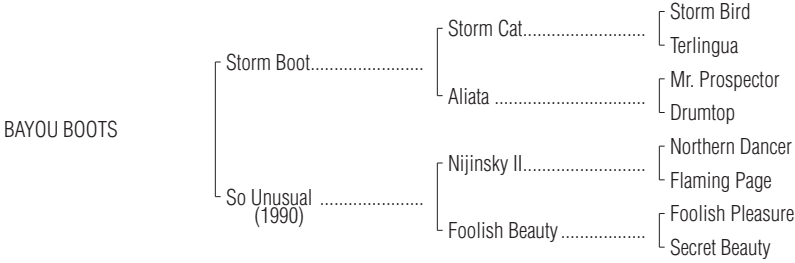 Storm Bird
Storm Cat.........................
Terlingua
Storm Boot.......................
Mr. Prospector
Aliata ...............................
Drumtop
BAYOU BOOTS
Northern Dancer
Nijinsky II.........................
Flaming Page
So Unusual .....................
(1990)
Foolish Pleasure
Foolish Beauty .................
Secret Beauty